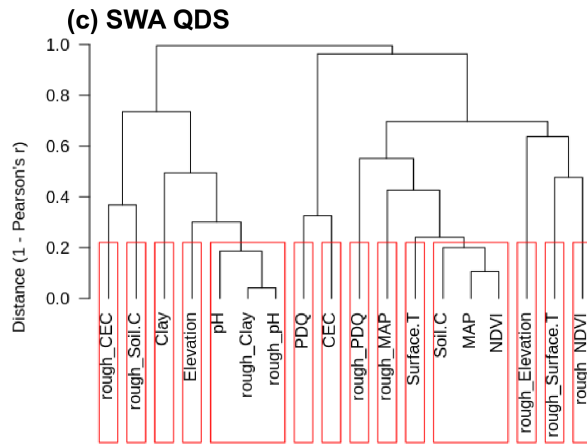 (c) SWA QDS
Distance (1 - Pearson's r)
1.0
0.8
0.6
0.4
0.2
0.0
rough_CEC
rough_Soil.C
Clay
Elevation
pH
rough_Clay
rough_pH
PDQ
CEC
rough_PDQ
rough_MAP
Surface.T
Soil.C
MAP
NDVI
rough_Elevation
rough_Surface.T
rough_NDVI